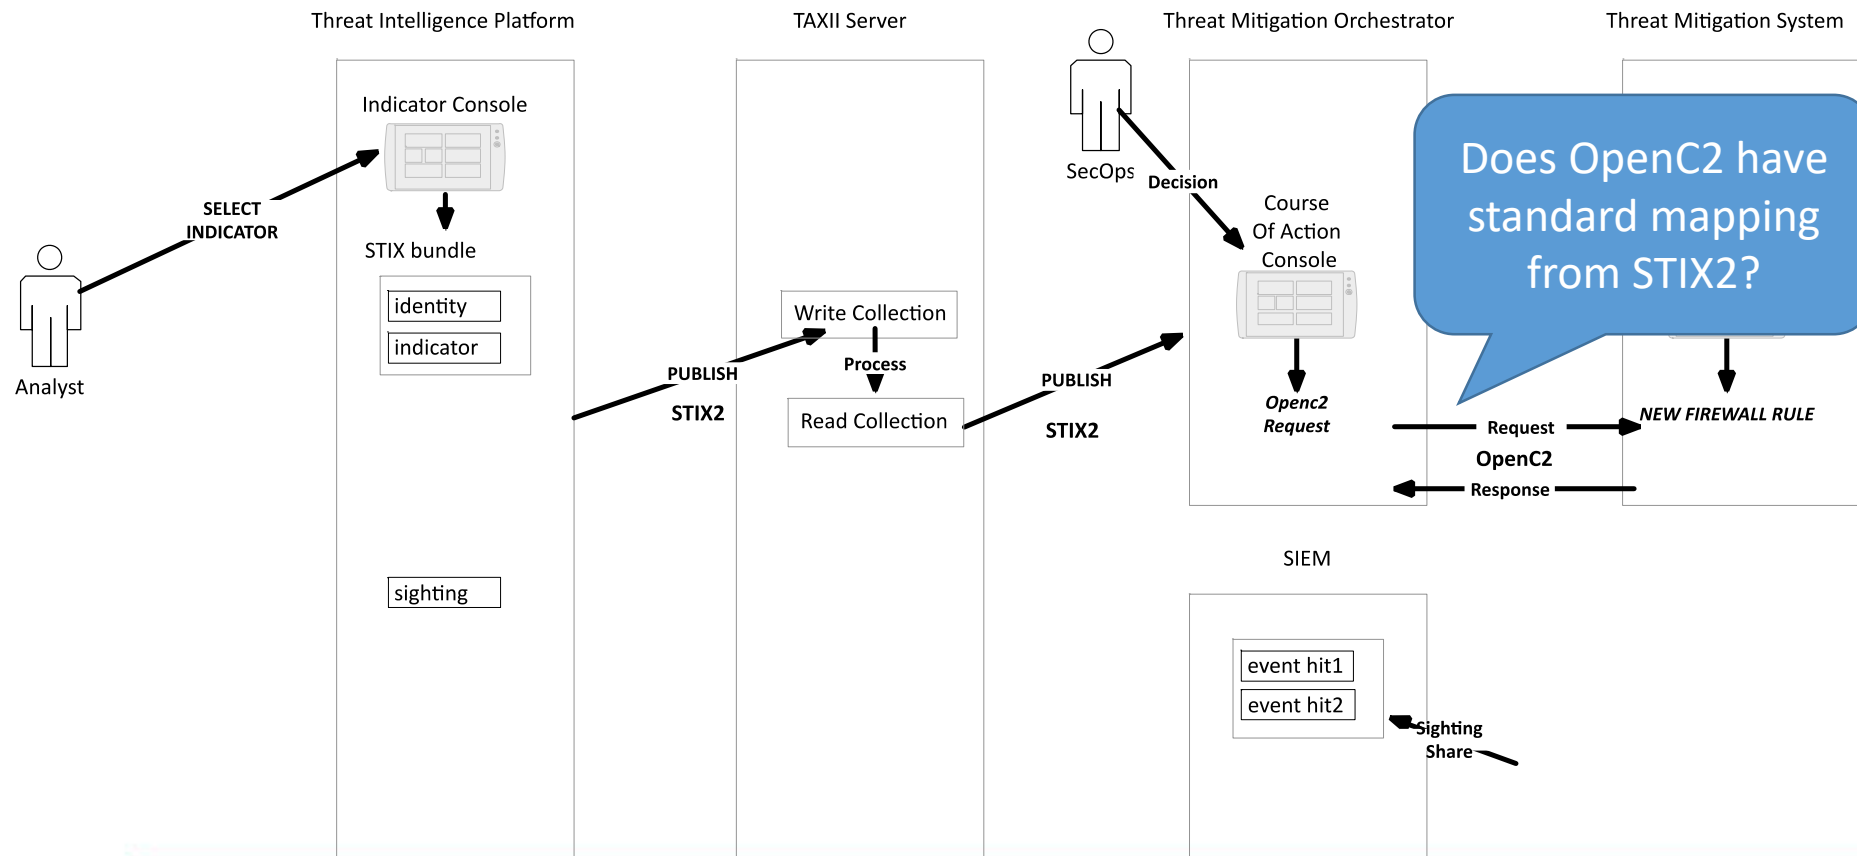 Threat Intelligence Platform
TAXII Server
Threat Mitigation Orchestrator
Threat Mitigation System
Indicator Console
SELECT
INDICATOR
Analyst
STIX bundle
identity
indicator
sighting
PUBLISH
STIX2
Write Collection
Process
Read Collection
PUBLISH
STIX2
SecOps
Decision
Course
Of Action
Console
Openc2
Request
Does OpenC2 have
standard mapping
from STIX2?
NEW FIREWALL RULE
Request
OpenC2
Response
SIEM
event hit1
event hit2
Sighting
Share